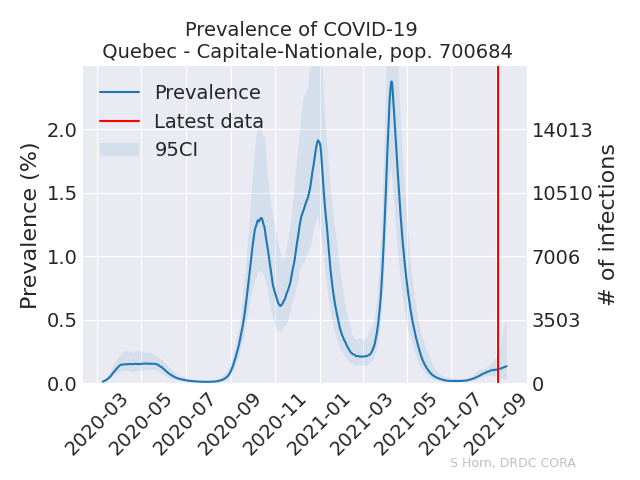 Prevalence of COVID-19
Quebec - Capitale-Nationale, pop. 700684
Prevalence
Latest data
95CI
Prevalence (%)
2.0
1.5
1.0
0.5
0.0
14013
10510
7006
3503
0
# of infections
2020-03
2020-05
2020-07
2020-09
2020-11
2021-01
2021-03
2021-05
2021-07
2021-09
S Horn, DRDC CORA